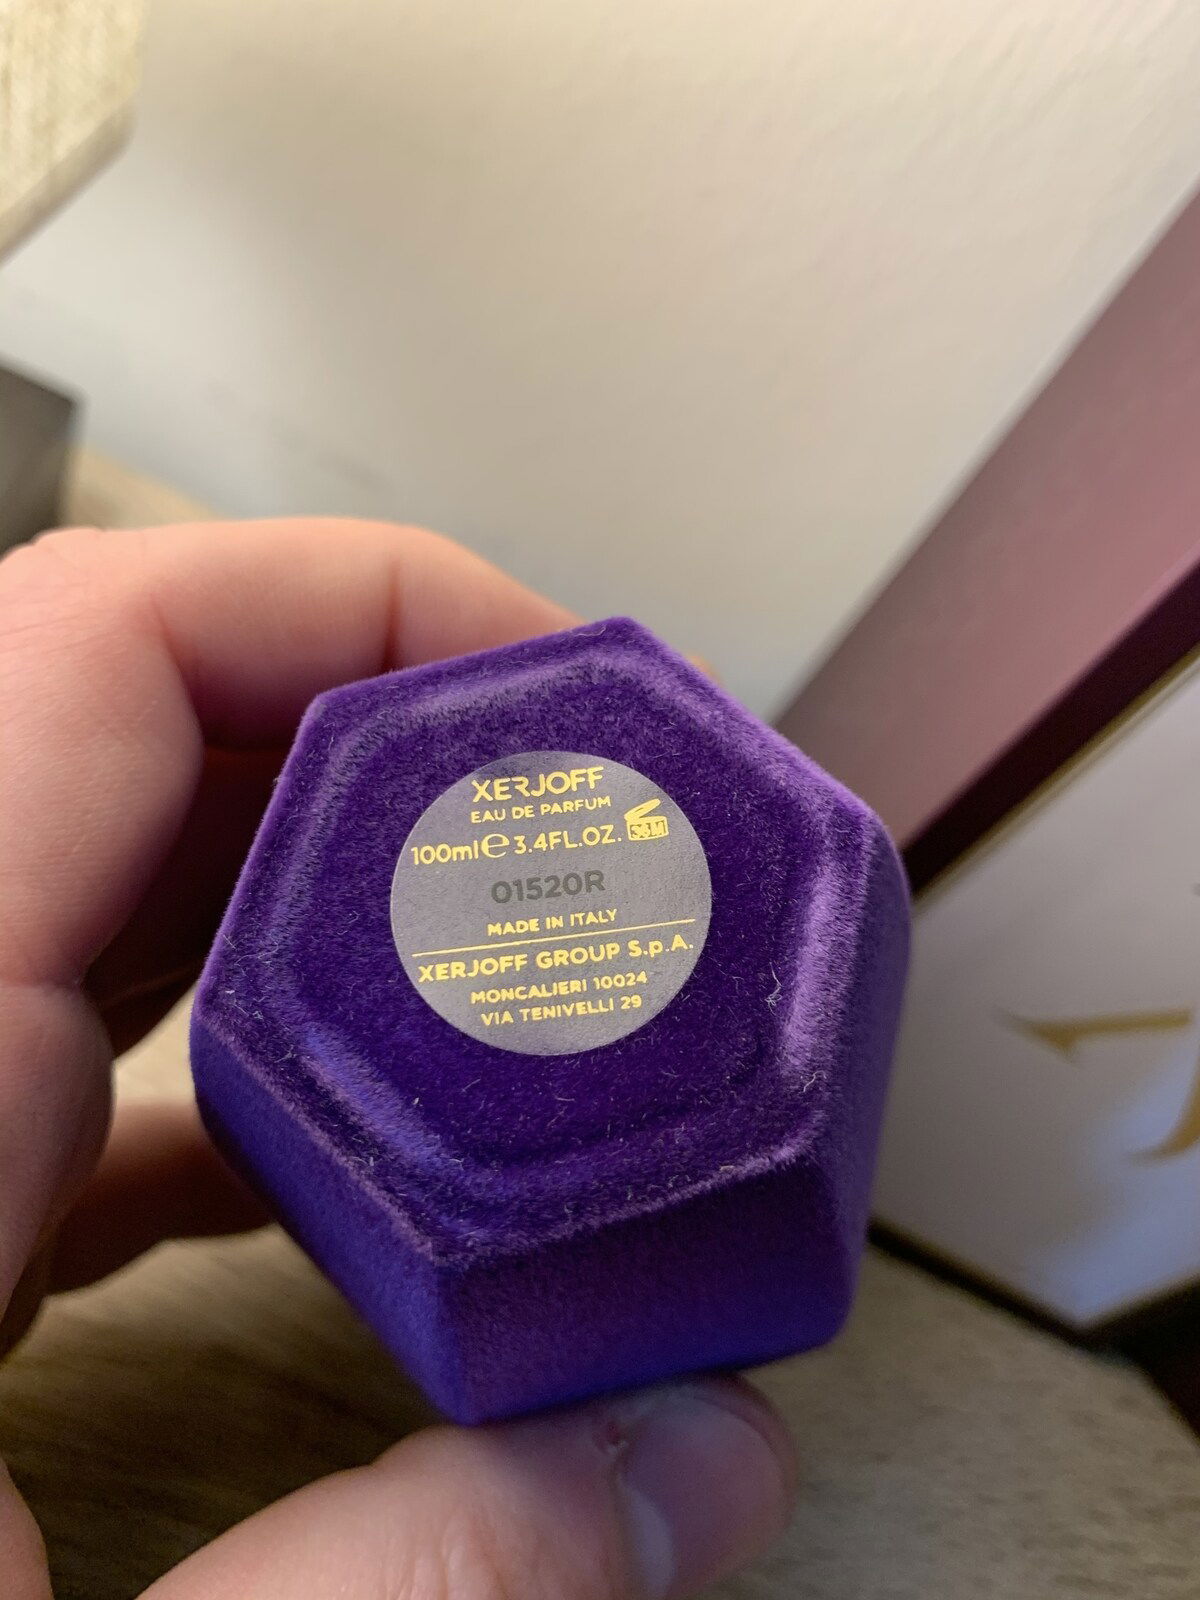 XERJOFF
EAU DE PARFUM
100ml e 3.4FL.OZ. 36M
01520R
MADE IN ITALY
XERJOFF GROUP S.p.A.
MONCALIERI 10024
VIA TENIVELLI 29